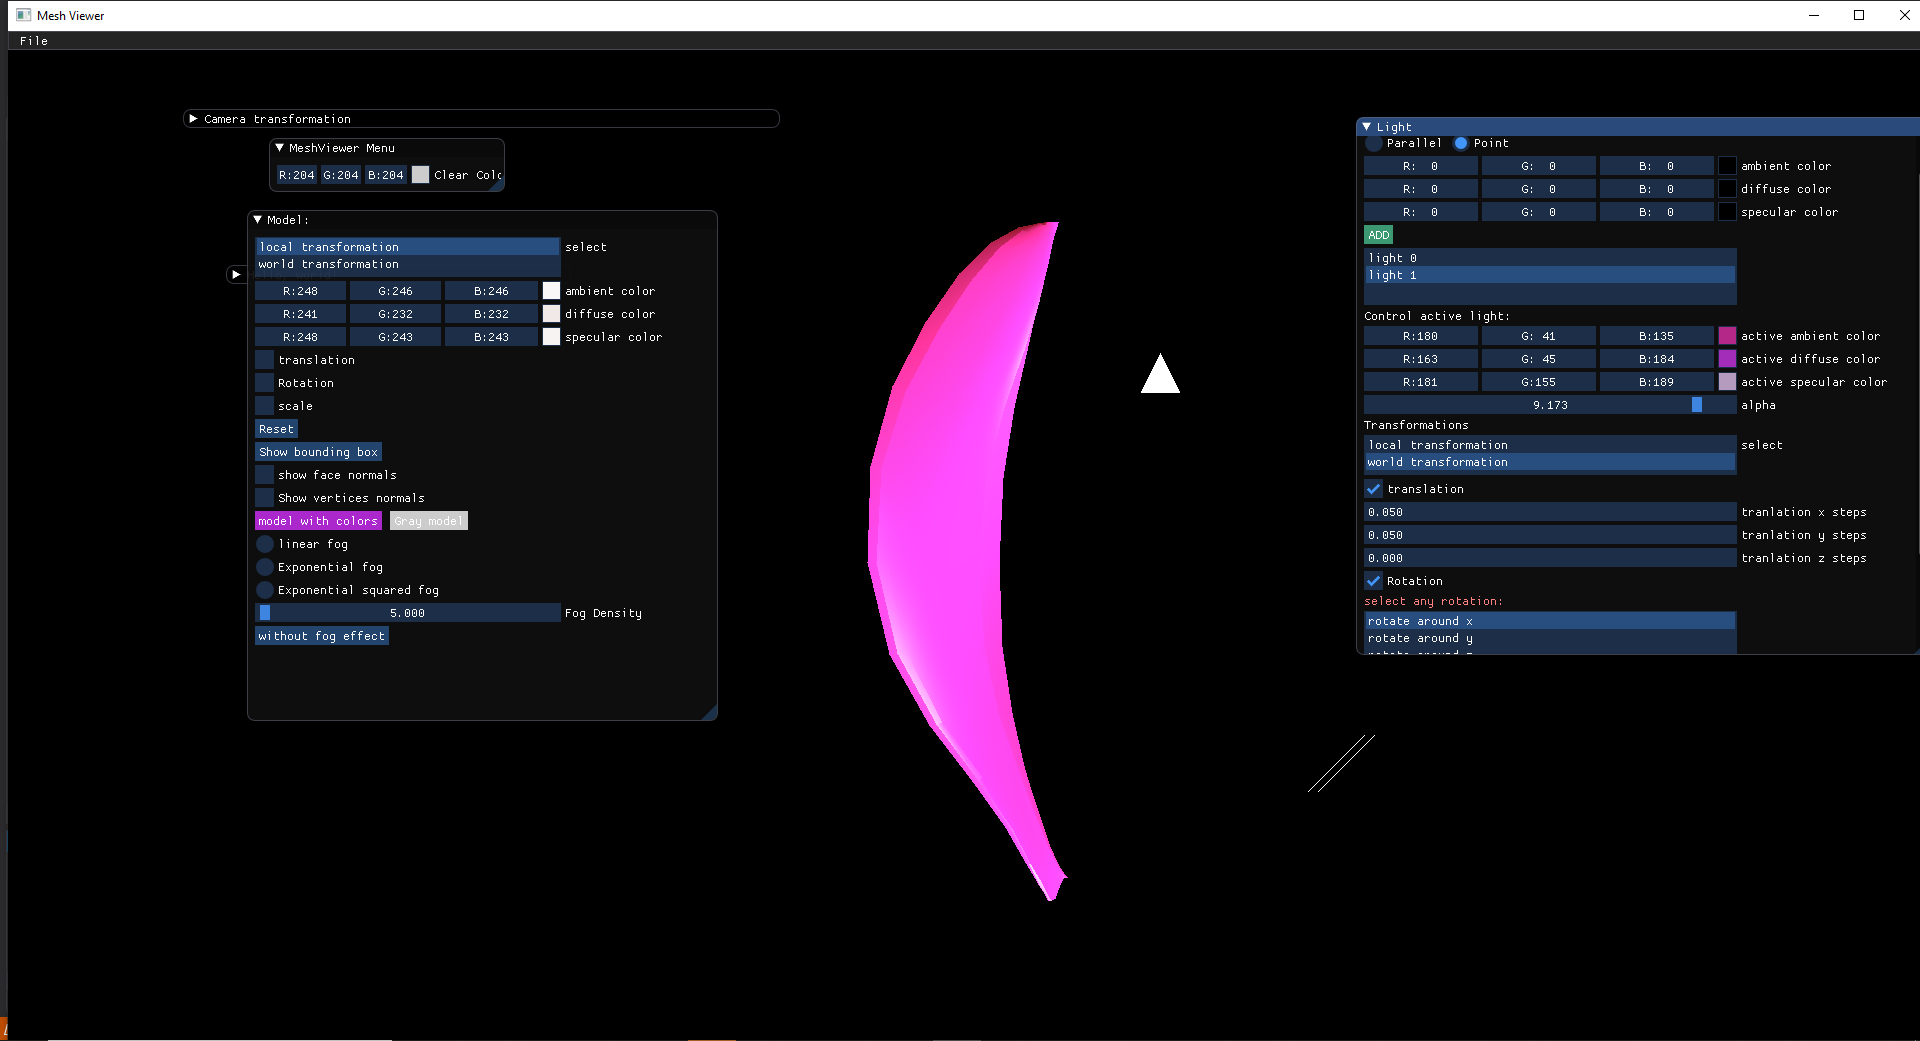 Mesh Viewer
File
Camera transformation
MeshViewer Menu
R:204 G:204 B:204 Clear Colo
Model:
local transformation select
world transformation
R:248 G:246 B:246 ambient color
R:241 G:232 B:232 diffuse color
R:248 G:243 B:243 specular color
translation
Rotation
scale
Reset
Show bounding box
show face normals
Show vertices normals
model with colors Gray model
linear fog
Exponential fog
Exponential squared fog
5.000 Fog Density
without fog effect
Light
Parallel Point
R: 0 G: 0 B: 0 ambient color
R: 0 G: 0 B: 0 diffuse color
R: 0 G: 0 B: 0 specular color
ADD
light 0
light 1
Control active light:
R:180 G: 41 B:135 active ambient color
R:163 G: 45 B:184 active diffuse color
R:181 G:155 B:189 active specular color
9.173 alpha
Transformations
local transformation select
world transformation
translation
0.050 tranlation x steps
0.050 tranlation y steps
0.000 tranlation z steps
Rotation
select any rotation:
rotate around x
rotate around y